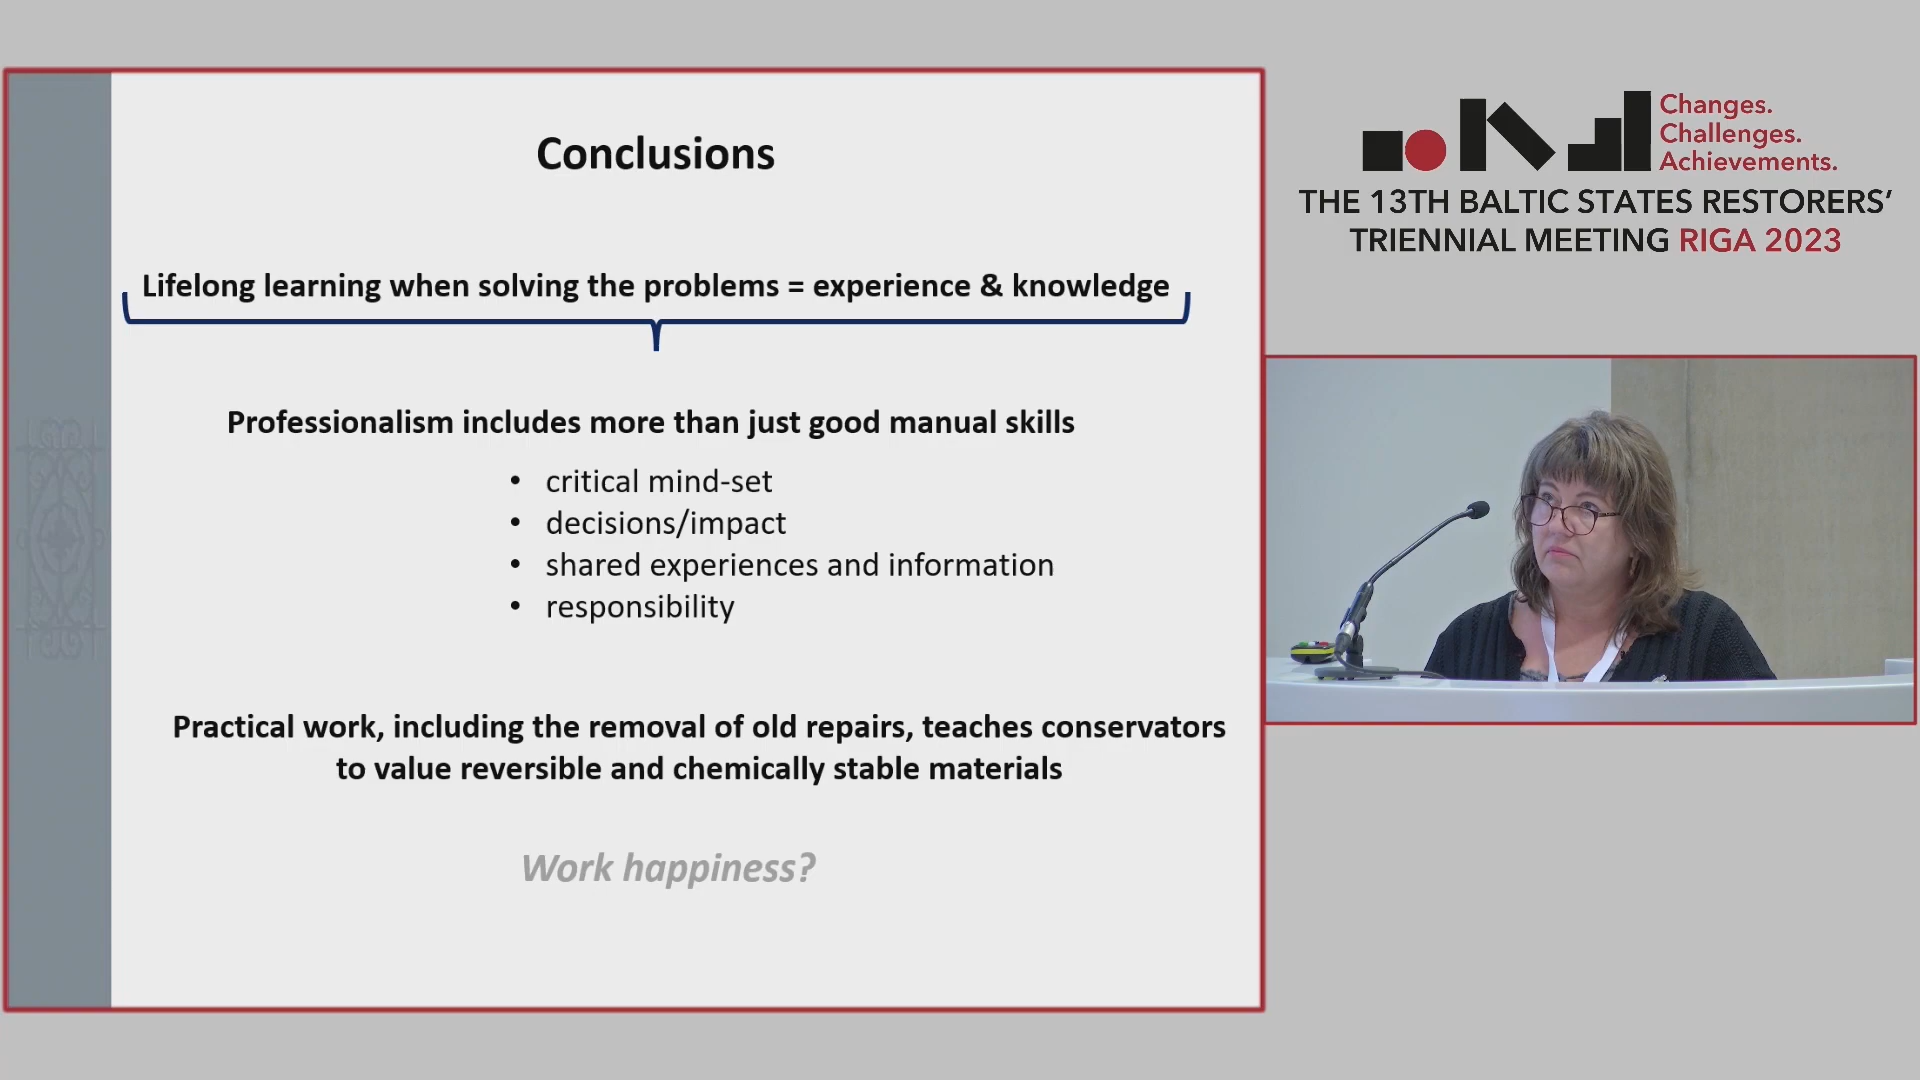 Conclusions
Lifelong learning when solving the problems = experience & knowledge
Professionalism includes more than just good manual skills
• critical mind-set
• decisions/impact
• shared experiences and information
• responsibility
Practical work, including the removal of old repairs, teaches conservators
to value reversible and chemically stable materials
Work happiness?
Changes.
Challenges.
Achievements.
THE 13TH BALTIC STATES RESTORERS’
TRIENNIAL MEETING RIGA 2023